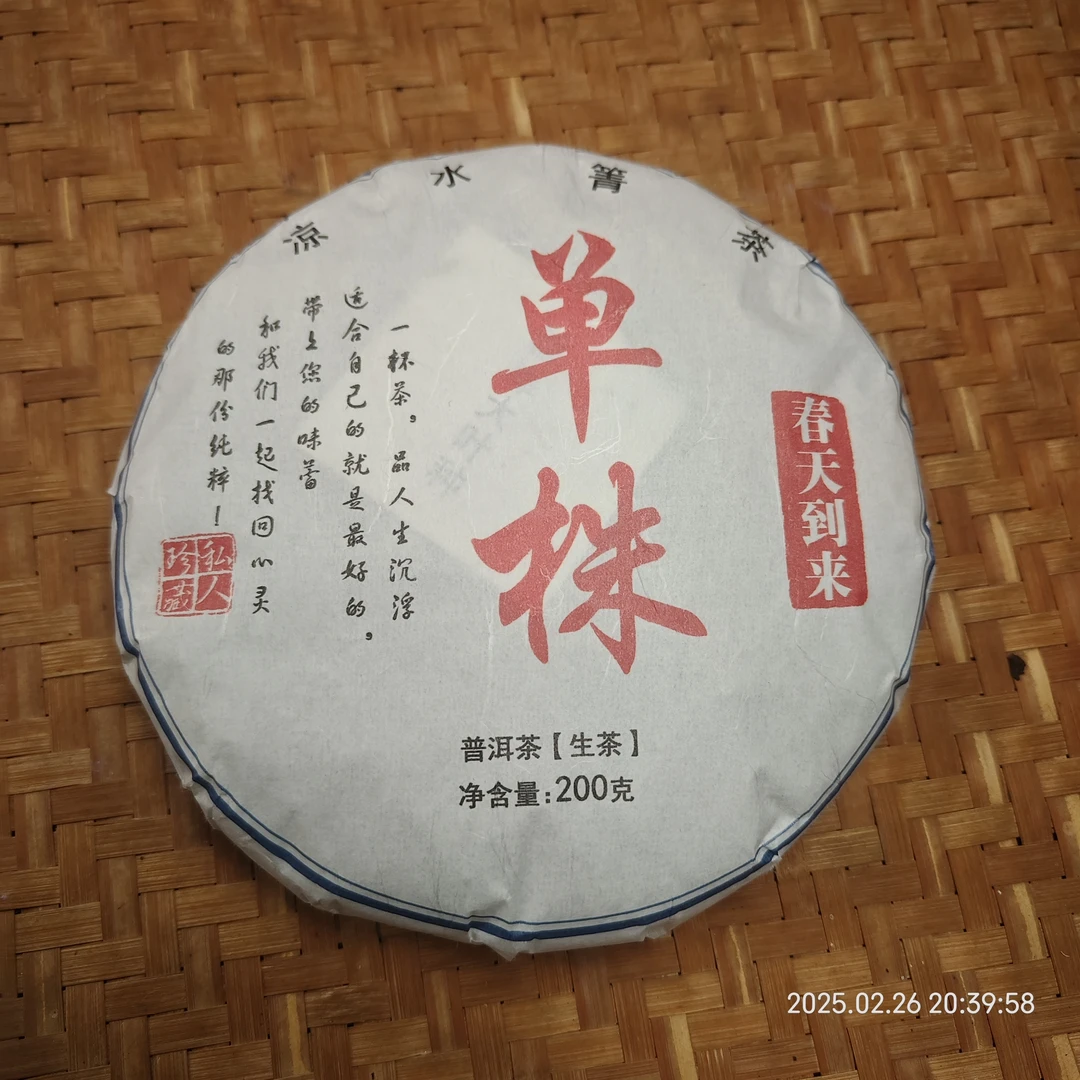 凉水箐茶
单株
春天到来
一杯茶，品人生沉浮
适合自己的就是最好的，
带上您的味蕾
和我们一起找回心灵
的那份纯粹！
私人
珍藏
普洱茶【生茶】
净含量:200克
2025.02.26 20:39:58